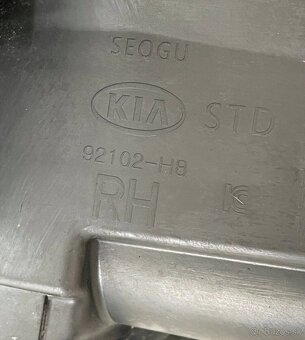 SEOGU
KIA STD
92102-H8
RH